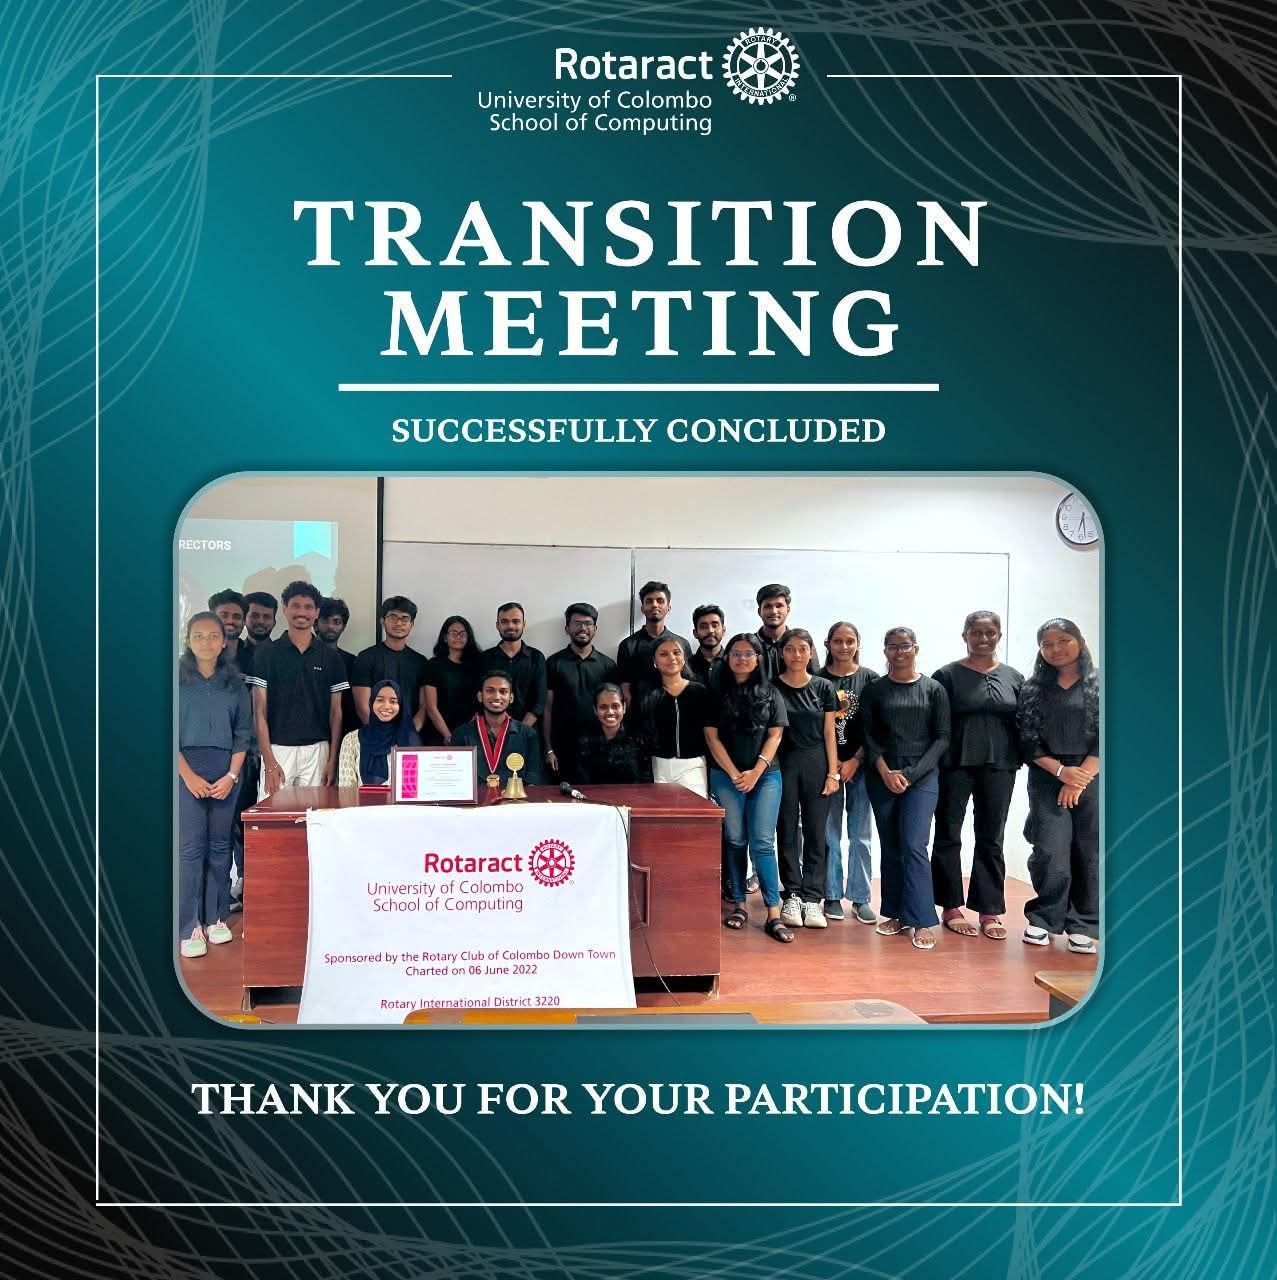 Rotaract
University of Colombo
School of Computing
ROTARY
INTERNATIONAL
TRANSITION
MEETING
SUCCESSFULLY CONCLUDED
RECTORS
Rotaract
University of Colombo
School of Computing
Sponsored by the Rotary Club of Colombo Down Town
Charted on 06 June 2022
Rotary International District 3220
THANK YOU FOR YOUR PARTICIPATION!